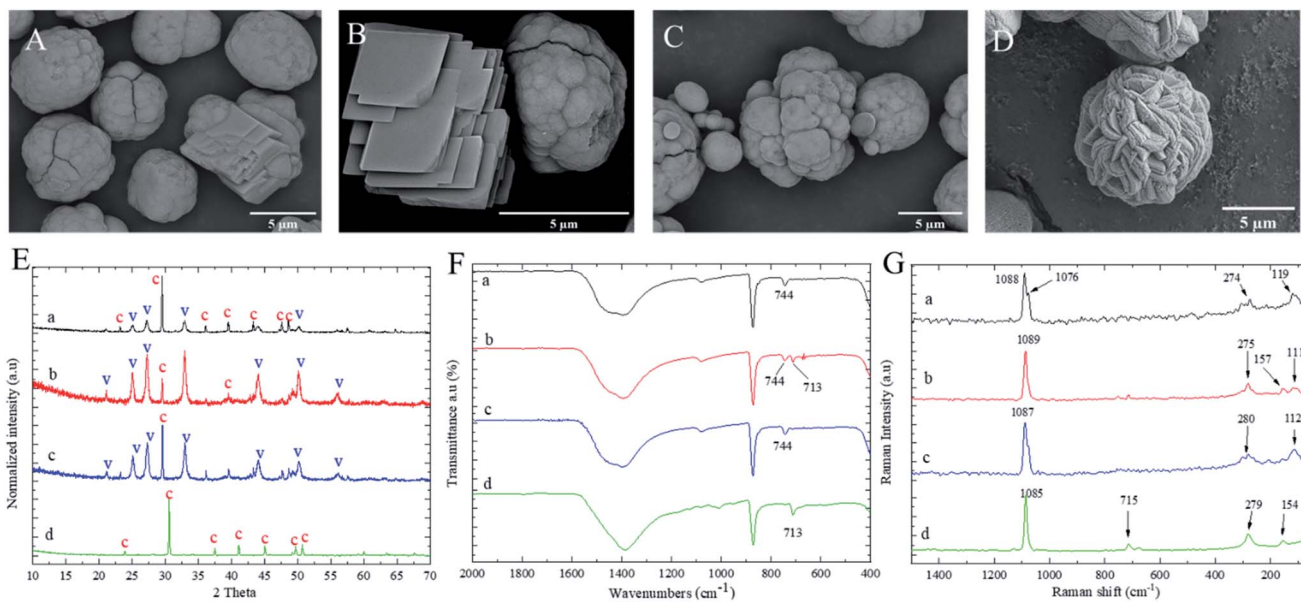 A
5 µm
B
5 µm
C
5 µm
D
5 µm
E
Normalized intensity (a.u)
a
c
v
v
c
v
c
c
c
c
c
v
b
v
v
v
c
c
v
v
v
c
v
v
v
c
v
v
v
v
d
c
c
c
c
c
c
c
10 15 20 25 30 35 40 45 50 55 60 65 70
2 Theta
F
Transmittance a.u (%)
a
744
b
744
713
c
744
d
713
2000 1800 1600 1400 1200 1000 800 600 400
Wavenumbers (cm⁻¹)
G
Raman Intensity (a.u)
a
1088
1076
274
119
b
1089
275
157
111
c
1087
280
112
d
1085
715
279
154
1400 1200 1000 800 600 400 200
Raman shift (cm⁻¹)